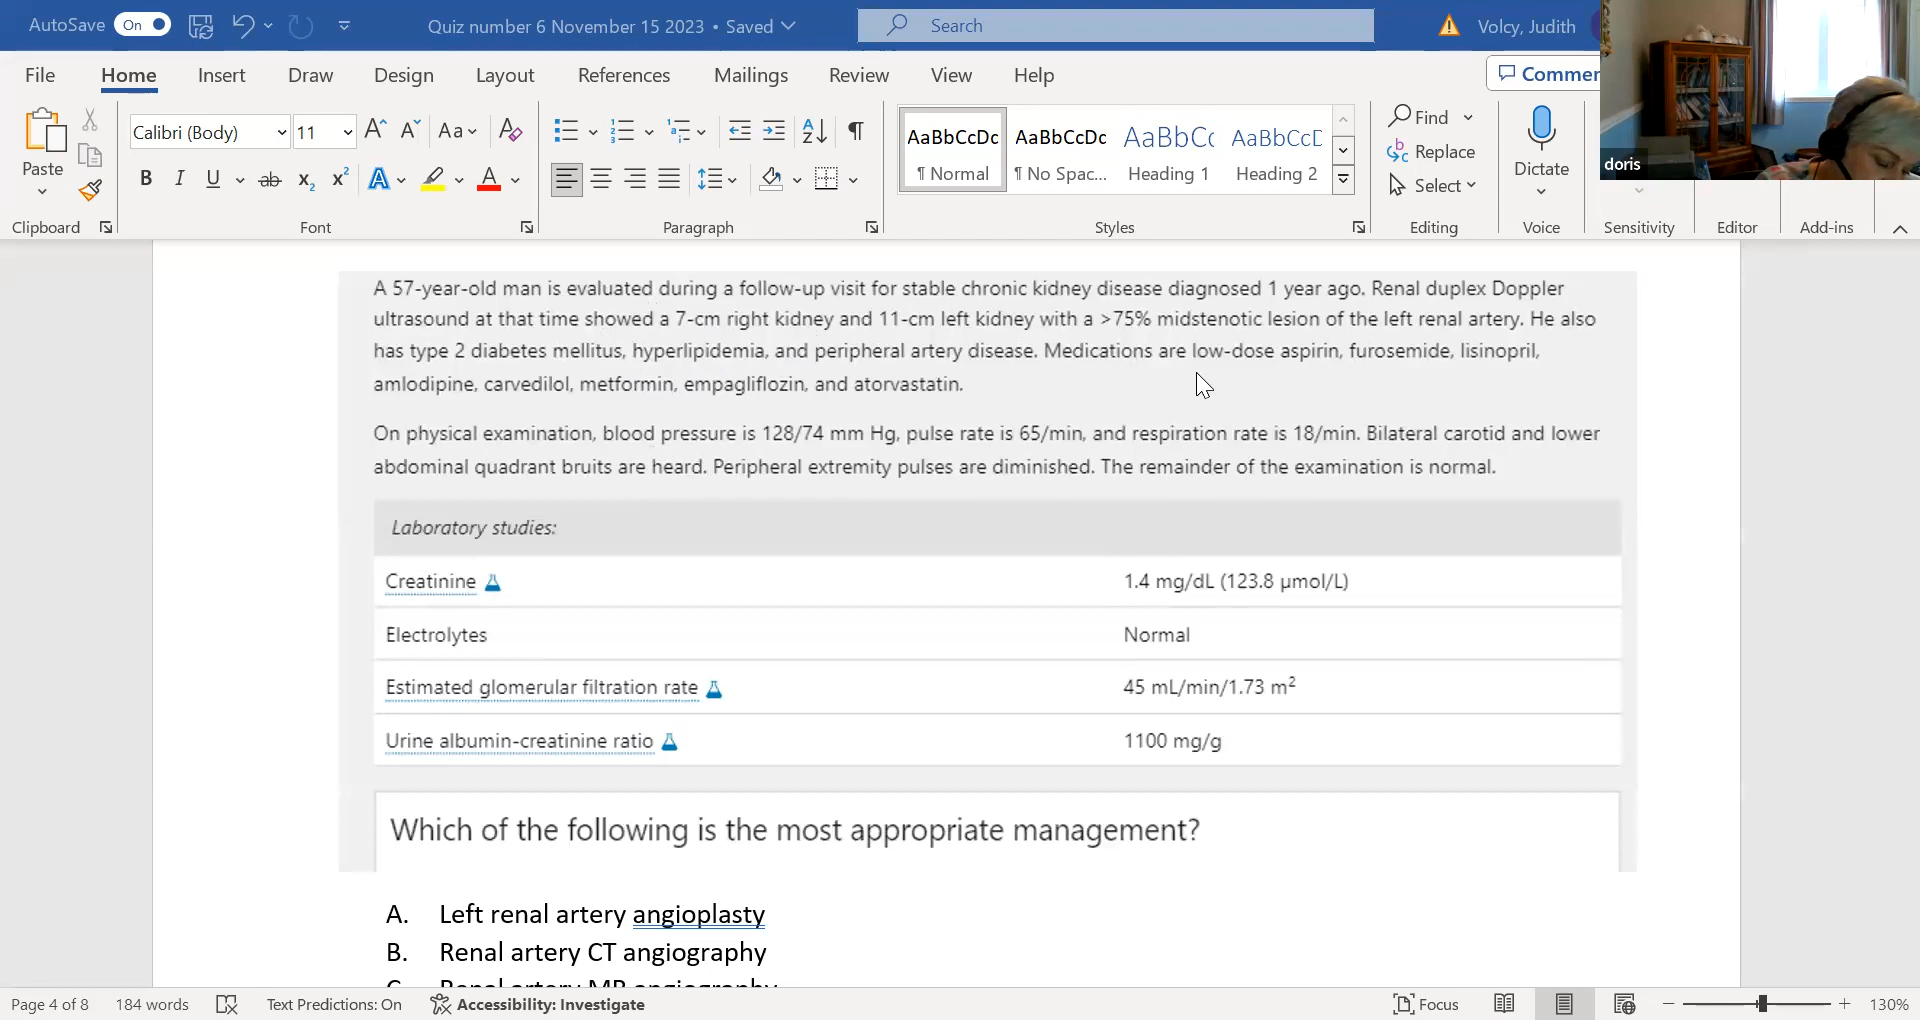 AutoSave On Quiz number 6 November 15 2023 • Saved Search Volcy, Judith
File Home Insert Draw Design Layout References Mailings Review View Help
Calibri (Body) 11 Aa
AaBbCcDc AaBbCcDc
Find
Replace
Select
Paste
B I U ab x₂ x² A A
¶ Normal ¶ No Spac... Heading 1 Heading 2
Dictate
doris
Clipboard Font Paragraph Styles Editing Voice Sensitivity Editor Add-ins
A 57-year-old man is evaluated during a follow-up visit for stable chronic kidney disease diagnosed 1 year ago. Renal duplex Doppler
ultrasound at that time showed a 7-cm right kidney and 11-cm left kidney with a >75% midstenotic lesion of the left renal artery. He also
has type 2 diabetes mellitus, hyperlipidemia, and peripheral artery disease. Medications are low-dose aspirin, furosemide, lisinopril,
amlodipine, carvedilol, metformin, empagliflozin, and atorvastatin.
On physical examination, blood pressure is 128/74 mm Hg, pulse rate is 65/min, and respiration rate is 18/min. Bilateral carotid and lower
abdominal quadrant bruits are heard. Peripheral extremity pulses are diminished. The remainder of the examination is normal.
Laboratory studies:
Creatinine 1.4 mg/dL (123.8 µmol/L)
Electrolytes Normal
Estimated glomerular filtration rate 45 mL/min/1.73 m²
Urine albumin-creatinine ratio 1100 mg/g
Which of the following is the most appropriate management?
A. Left renal artery angioplasty
B. Renal artery CT angiography
Page 4 of 8 184 words Text Predictions: On Accessibility: Investigate Focus 130%